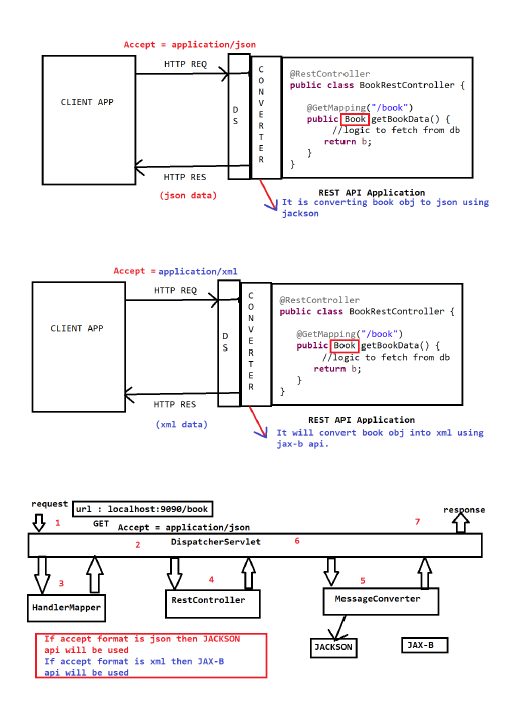 Accept = application/json
HTTP REQ
CLIENT APP
DS
CONVERTER
@RestController
public class BookRestController {
@GetMapping("/book")
public Book getBookData() {
//logic to fetch from db
return b;
}
}
HTTP RES
(json data)
REST API Application
It is converting book obj to json using
jackson
Accept = application/xml
HTTP REQ
CLIENT APP
DS
CONVERTER
@RestController
public class BookRestController {
@GetMapping("/book")
public Book getBookData() {
//logic to fetch from db
return b;
}
}
HTTP RES
(xml data)
REST API Application
It will convert book obj into xml using
jax-b api.
request
url : localhost:9090/book
response
1
GET
Accept = application/json
7
2
DispatcherServlet
6
3
4
5
HandlerMapper
RestController
MessageConverter
JACKSON
JAX-B
If accept format is json then JACKSON
api will be used
If accept format is xml then JAX-B
api will be used